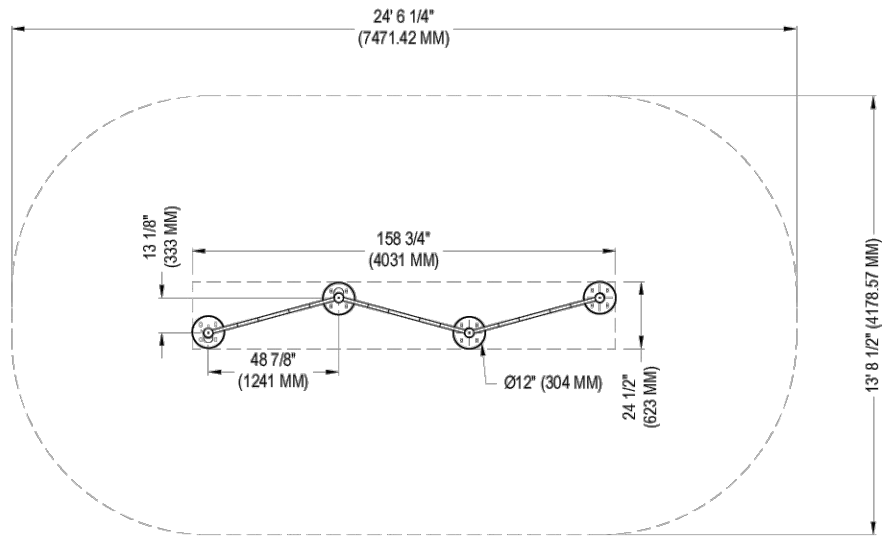 24' 6 1/4"
(7471.42 MM)
13 1/8"
(333 MM)
158 3/4"
(4031 MM)
48 7/8"
(1241 MM)
Ø12" (304 MM)
24 1/2"
(623 MM)
13' 8 1/2" (4178.57 MM)